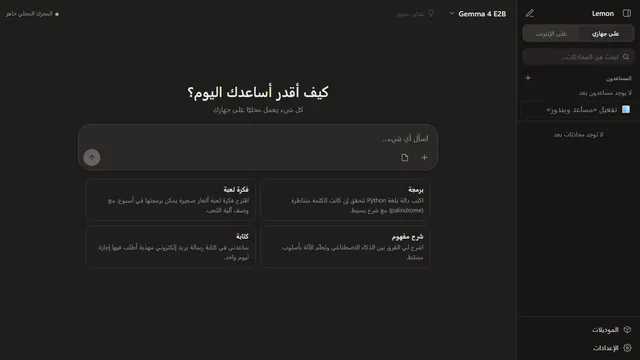 Lemon
على جهازي
على الإنترنت
ابحث في المحادثات...
المساعدون
لا يوجد مساعدون بعد
تفعيل «مساعد ويندوز»
لا توجد محادثات بعد
الموديلات
الإعدادات
Gemma 4 E2B
تفكير عميق
المحرك المحلي جاهز
كيف أقدر أساعدك اليوم؟
كل شيء يعمل محليًا على جهازك
اسأل أي شيء...
برمجة
اكتب دالة بلغة Python تتحقق إن كانت الكلمة متناظرة
(palindrome) مع شرح بسيط.
فكرة لعبة
اقترح فكرة لعبة ألغاز صغيرة يمكن برمجتها في أسبوع، مع
وصف آلية اللعب.
شرح مفهوم
اشرح لي الفرق بين الذكاء الاصطناعي وتعلّم الآلة بأسلوب
مبسّط.
كتابة
ساعدني في كتابة رسالة بريد إلكتروني مهذبة أطلب فيها إجازة
ليوم واحد.